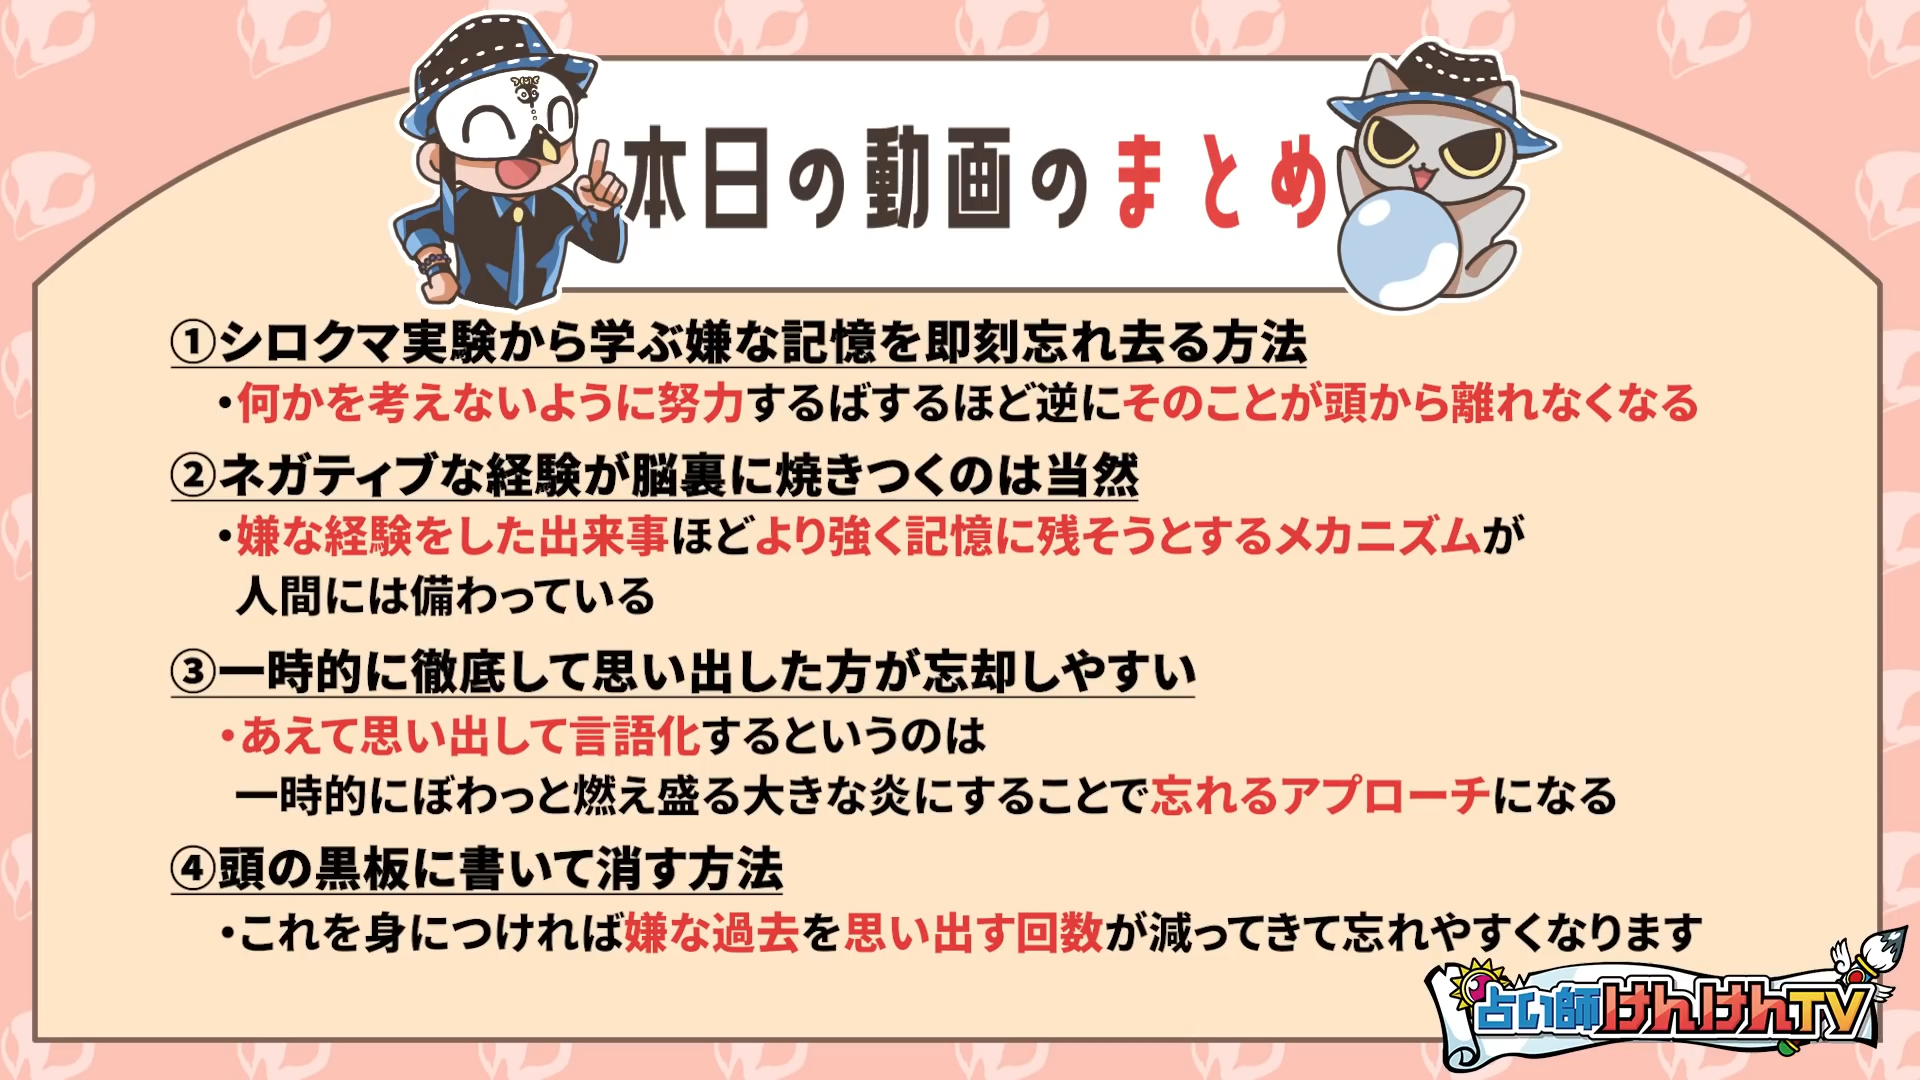 本日の動画のまとめ
①シロクマ実験から学ぶ嫌な記憶を即刻忘れ去る方法
・何かを考えないように努力するばするほど逆にそのことが頭から離れなくなる
②ネガティブな経験が脳裏に焼きつくのは当然
・嫌な経験をした出来事ほどより強く記憶に残そうとするメカニズムが
人間には備わっている
③一時的に徹底して思い出した方が忘却しやすい
・あえて思い出して言語化するというのは
一時的にぼわっと燃え盛る大きな炎にすることで忘れるアプローチになる
④頭の黒板に書いて消す方法
・これを身につければ嫌な過去を思い出す回数が減ってきて忘れやすくなります
占い師けんけんTV